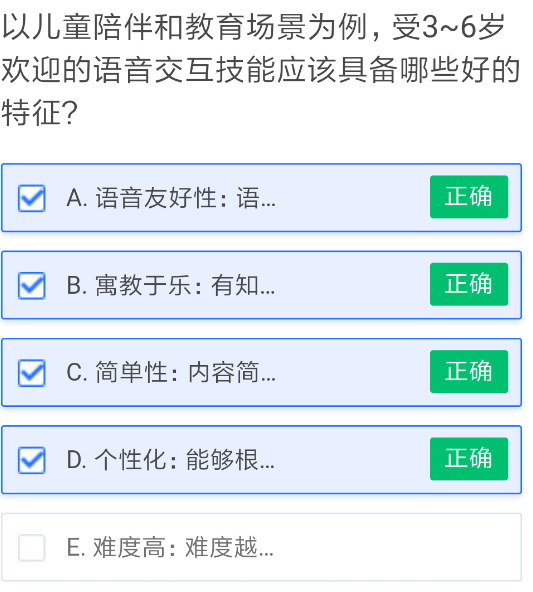 以儿童陪伴和教育场景为例，受3~6岁
欢迎的语音交互技能应该具备哪些好的
特征?
A. 语音友好性：语... 正确
B. 寓教于乐：有知... 正确
C. 简单性：内容简... 正确
D. 个性化：能够根... 正确
E. 难度高：难度越...